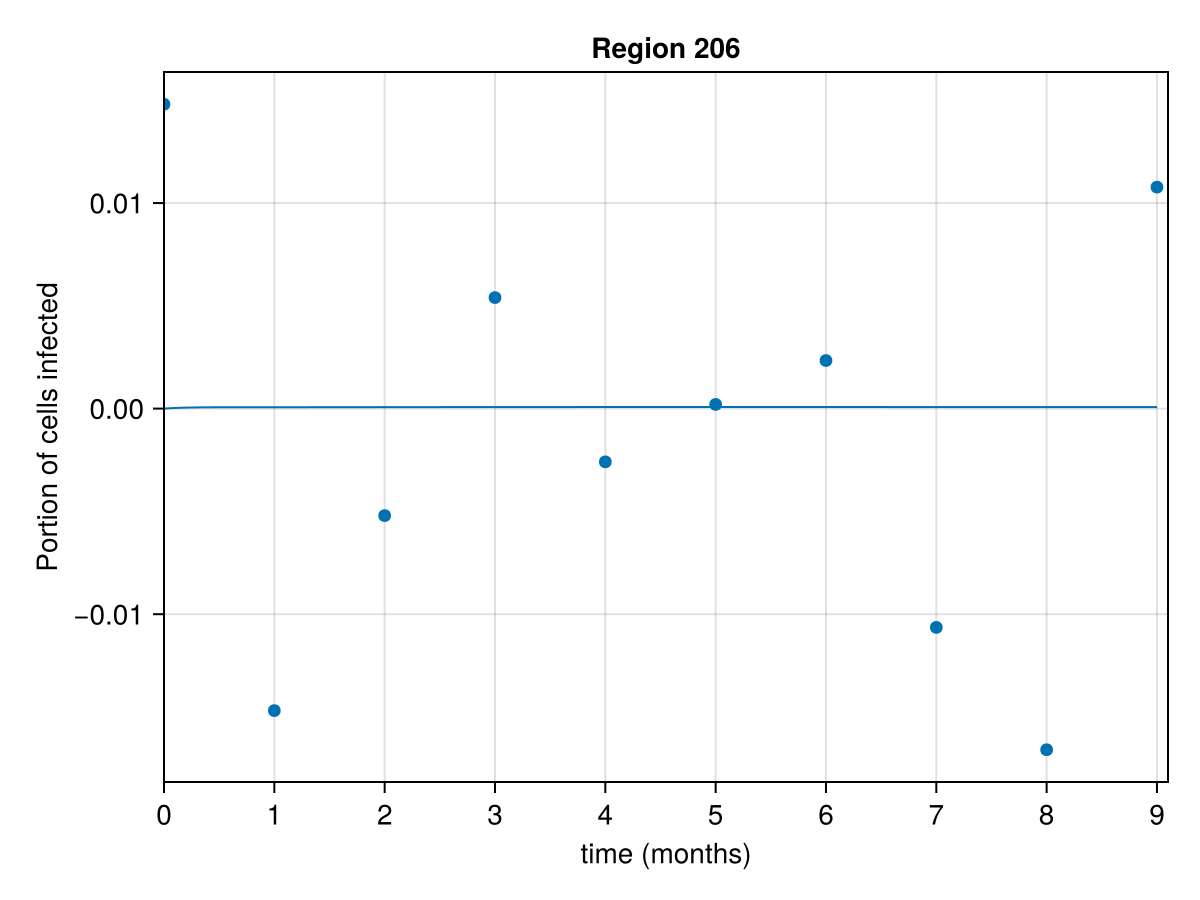 Region 206
Portion of cells infected
0.01
0.00
−0.01
0 1 2 3 4 5 6 7 8 9
time (months)